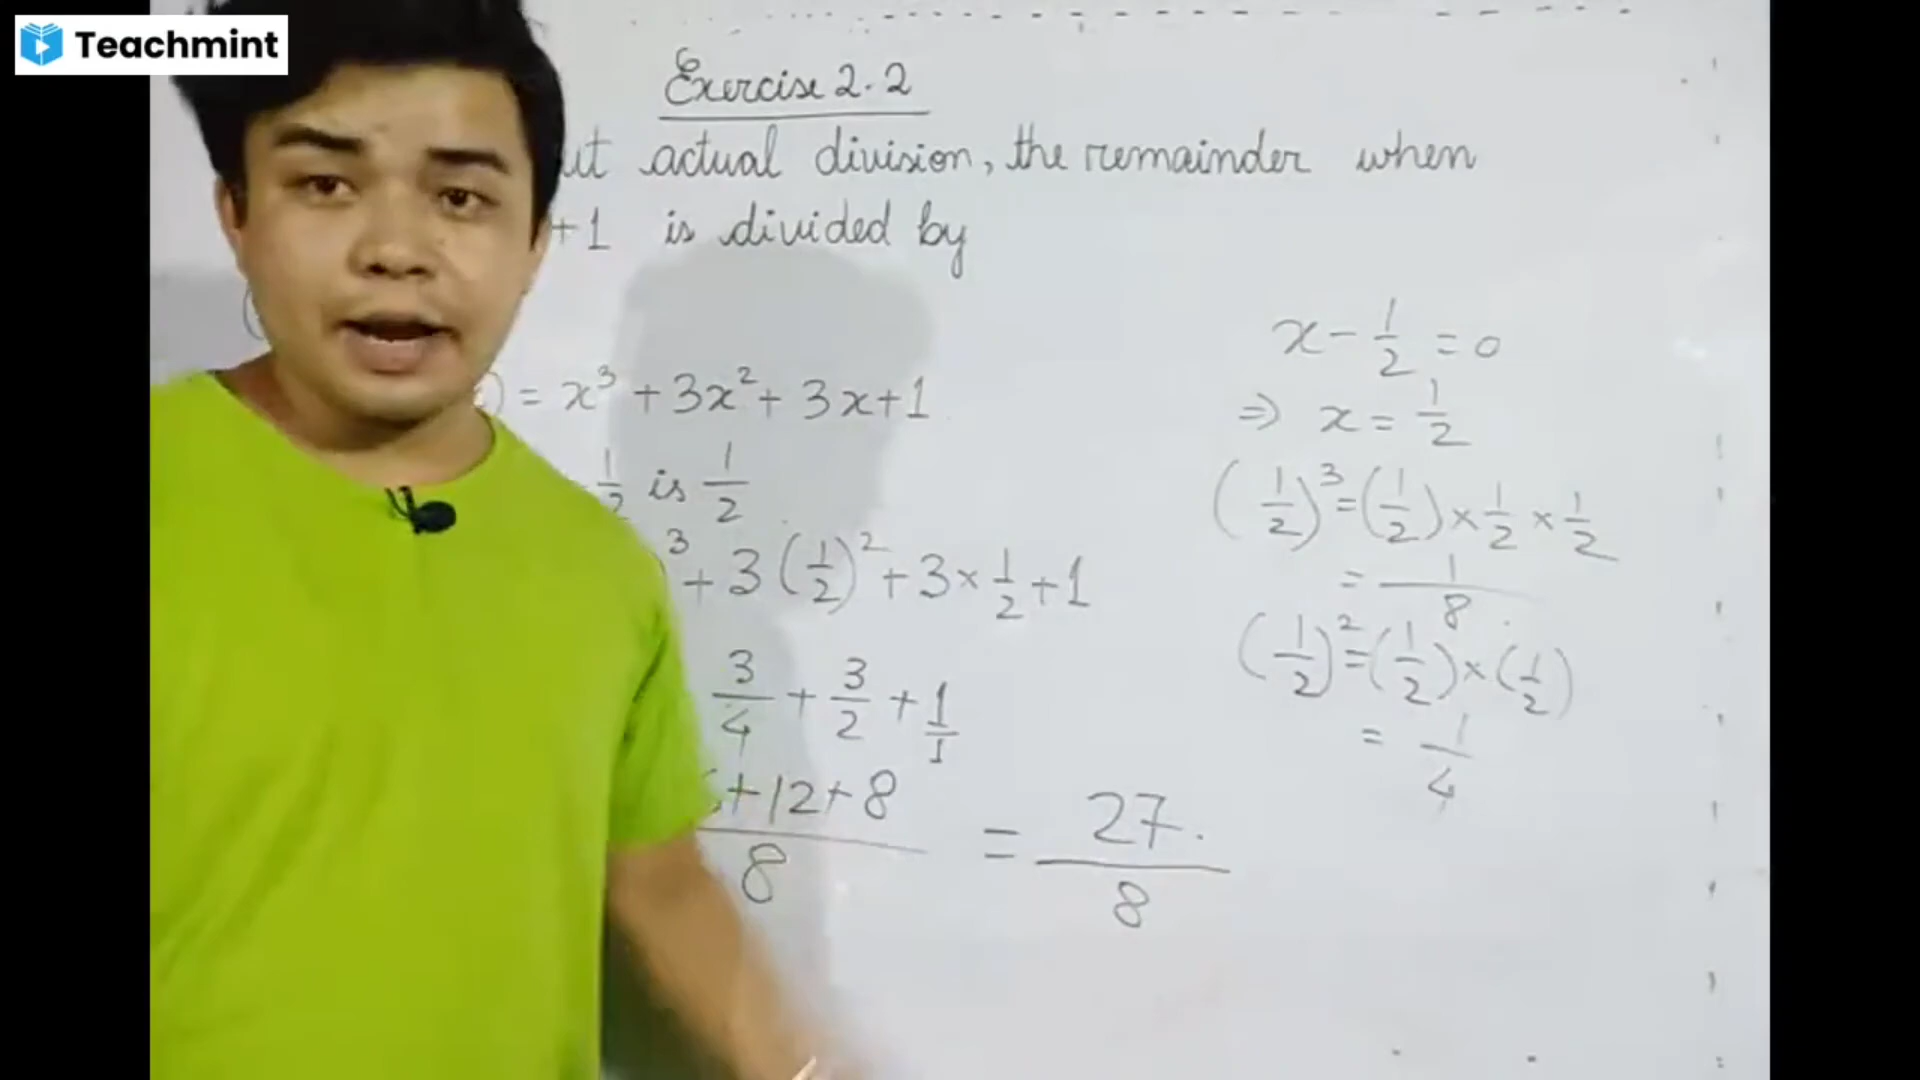 Teachmint
Exercise 2.2
ut actual division, the remainder when
+1 is divided by
) = x³ + 3x² + 3x+1
1/2 is 1/2
³ + 3(1/2)² + 3 × 1/2 + 1
3/4 + 3/2 + 1/1
+12+8 / 8 = 27. / 8
x - 1/2 = 0
⇒ x = 1/2
(1/2)³ = (1/2) × 1/2 × 1/2
= 1/8
(1/2)² = (1/2) × (1/2)
= 1/4